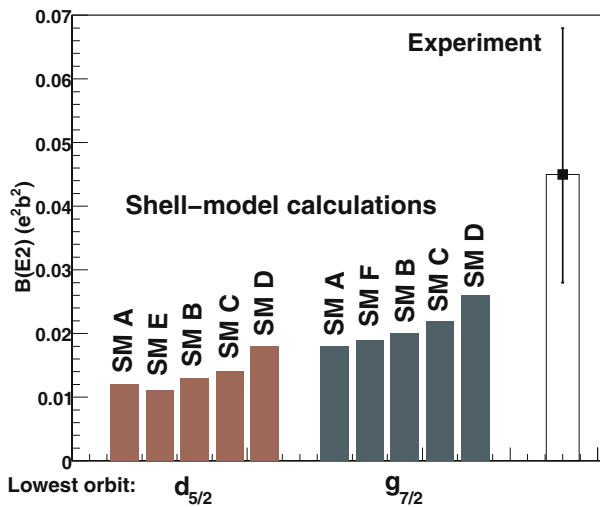 0.07
0.06
0.05
0.04
0.03
0.02
0.01
0
B(E2) (e²b²)
Experiment
Shell–model calculations
SM A
SM E
SM B
SM C
SM D
SM A
SM F
SM B
SM C
SM D
Lowest orbit: d5/2 g7/2